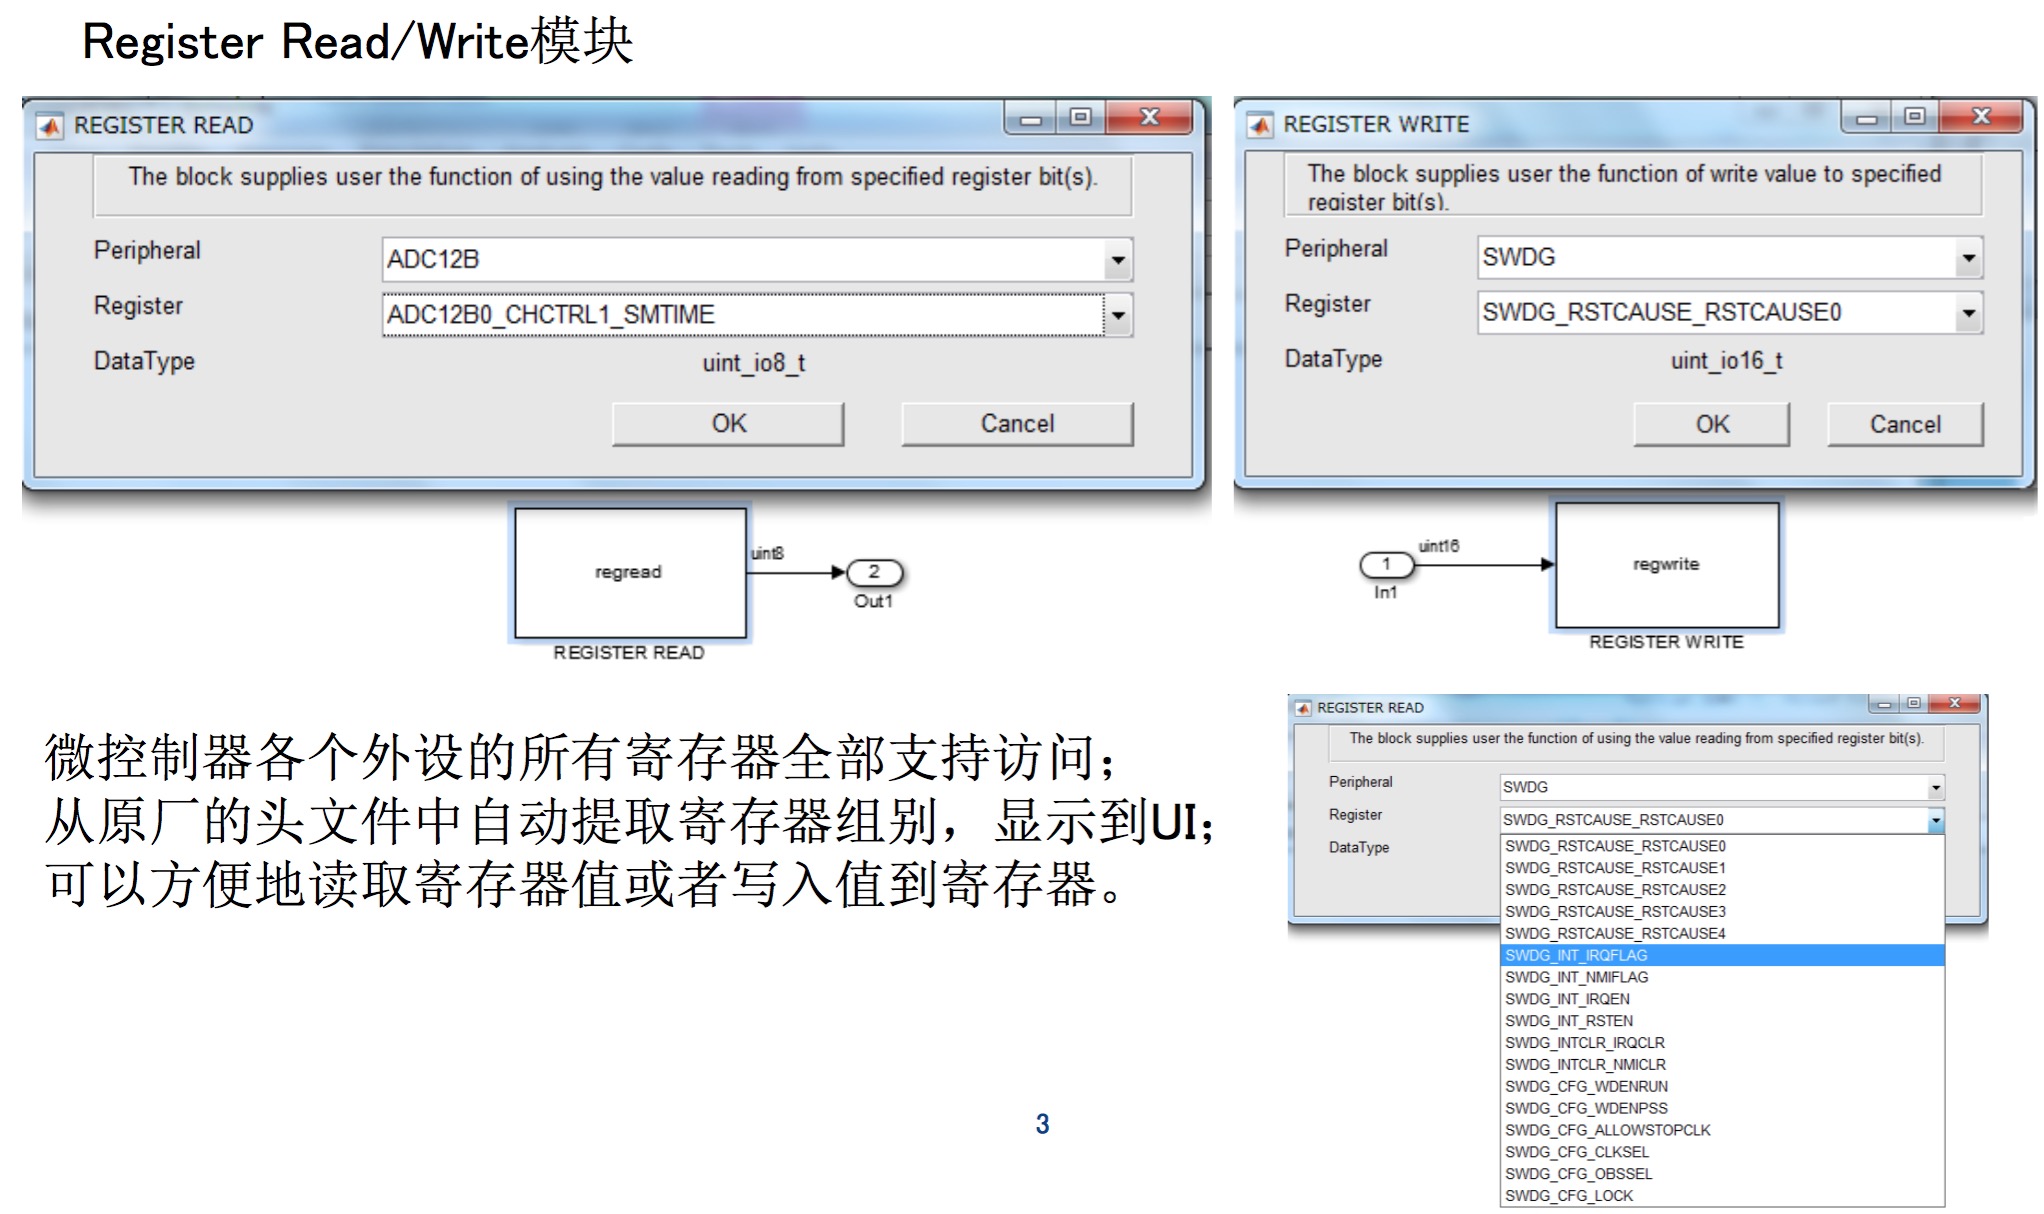 Register Read/Write模块
REGISTER READ
The block supplies user the function of using the value reading from specified register bit(s).
Peripheral
ADC12B
Register
ADC12B0_CHCTRL1_SMTIME
DataType
uint_io8_t
OK
Cancel
REGISTER WRITE
The block supplies user the function of write value to specified
register bit(s).
Peripheral
SWDG
Register
SWDG_RSTCAUSE_RSTCAUSE0
DataType
uint_io16_t
OK
Cancel
regread
uint8
2
Out1
REGISTER READ
1
In1
uint16
regwrite
REGISTER WRITE
微控制器各个外设的所有寄存器全部支持访问；
从原厂的头文件中自动提取寄存器组别，显示到UI；
可以方便地读取寄存器值或者写入值到寄存器。
REGISTER READ
The block supplies user the function of using the value reading from specified register bit(s).
Peripheral
SWDG
Register
SWDG_RSTCAUSE_RSTCAUSE0
DataType
SWDG_RSTCAUSE_RSTCAUSE0
SWDG_RSTCAUSE_RSTCAUSE1
SWDG_RSTCAUSE_RSTCAUSE2
SWDG_RSTCAUSE_RSTCAUSE3
SWDG_RSTCAUSE_RSTCAUSE4
SWDG_INT_IRQFLAG
SWDG_INT_NMIFLAG
SWDG_INT_IRQEN
SWDG_INT_RSTEN
SWDG_INTCLR_IRQCLR
SWDG_INTCLR_NMICLR
SWDG_CFG_WDENRUN
SWDG_CFG_WDENPSS
SWDG_CFG_ALLOWSTOPCLK
SWDG_CFG_CLKSEL
SWDG_CFG_OBSSEL
SWDG_CFG_LOCK
3